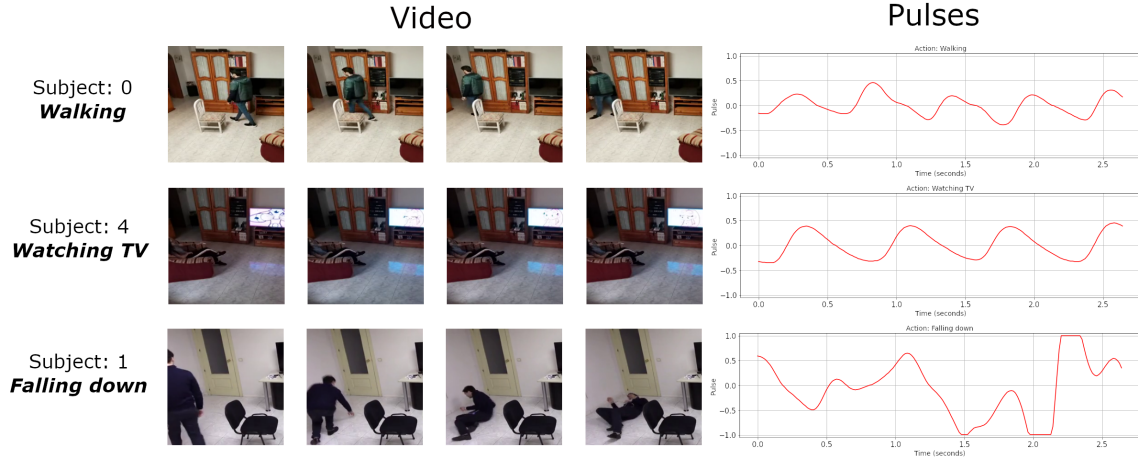 Video
Pulses
Subject: 0
Walking
Action: Walking
1.0
0.5
0.0
−0.5
−1.0
Pulse
0.0 0.5 1.0 1.5 2.0 2.5
Time (seconds)
Subject: 4
Watching TV
Action: Watching TV
1.0
0.5
0.0
−0.5
−1.0
Pulse
0.0 0.5 1.0 1.5 2.0 2.5
Time (seconds)
Subject: 1
Falling down
Action: Falling down
1.0
0.5
0.0
−0.5
−1.0
Pulse
0.0 0.5 1.0 1.5 2.0 2.5
Time (seconds)